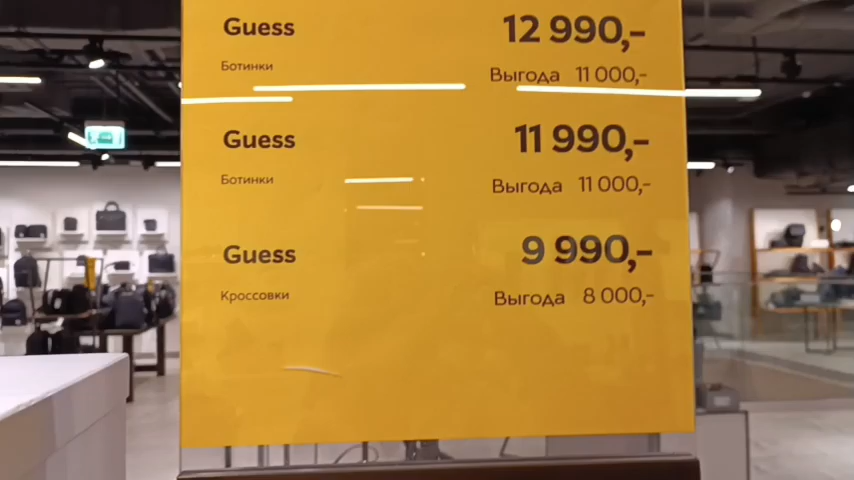 Guess 12 990,-
Ботинки Выгода 11 000,-
Guess 11 990,-
Ботинки Выгода 11 000,-
Guess 9 990,-
Кроссовки Выгода 8 000,-